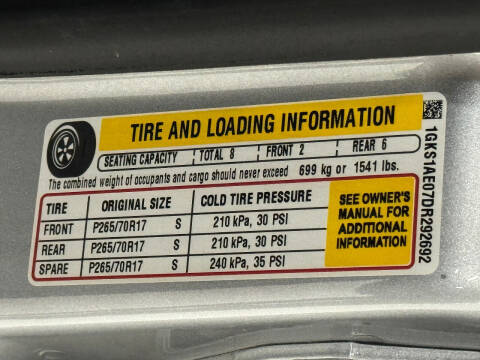 TIRE AND LOADING INFORMATION
SEATING CAPACITY TOTAL 8 FRONT 2 REAR 6
The combined weight of occupants and cargo should never exceed 699 kg or 1541 lbs.
TIRE ORIGINAL SIZE COLD TIRE PRESSURE
FRONT P265/70R17 S 210 kPa, 30 PSI
REAR P265/70R17 S 210 kPa, 30 PSI
SPARE P265/70R17 S 240 kPa, 35 PSI
SEE OWNER'S
MANUAL FOR
ADDITIONAL
INFORMATION
1GKS1AE07DR292692